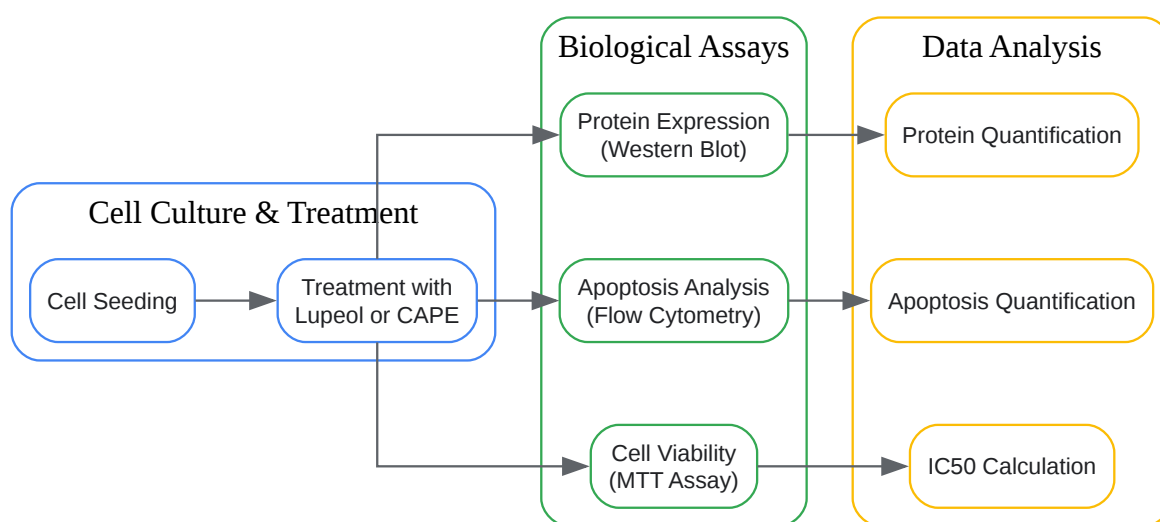 Biological Assays
Data Analysis
Protein Expression
(Western Blot)
Protein Quantification
Cell Culture & Treatment
Cell Seeding
Treatment with
Lupeol or CAPE
Apoptosis Analysis
(Flow Cytometry)
Apoptosis Quantification
Cell Viability
(MTT Assay)
IC50 Calculation